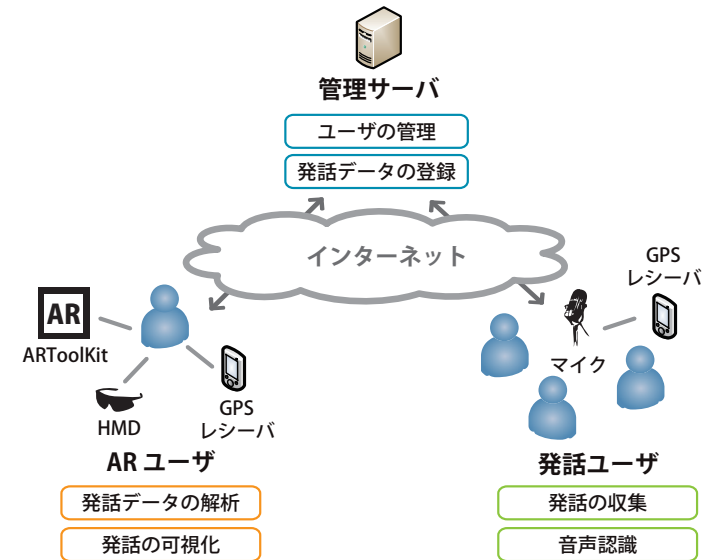 管理サーバ
ユーザの管理
発話データの登録
インターネット
GPS
レシーバ
AR
ARToolKit
マイク
HMD
GPS
レシーバ
AR ユーザ
発話ユーザ
発話データの解析
発話の収集
発話の可視化
音声認識